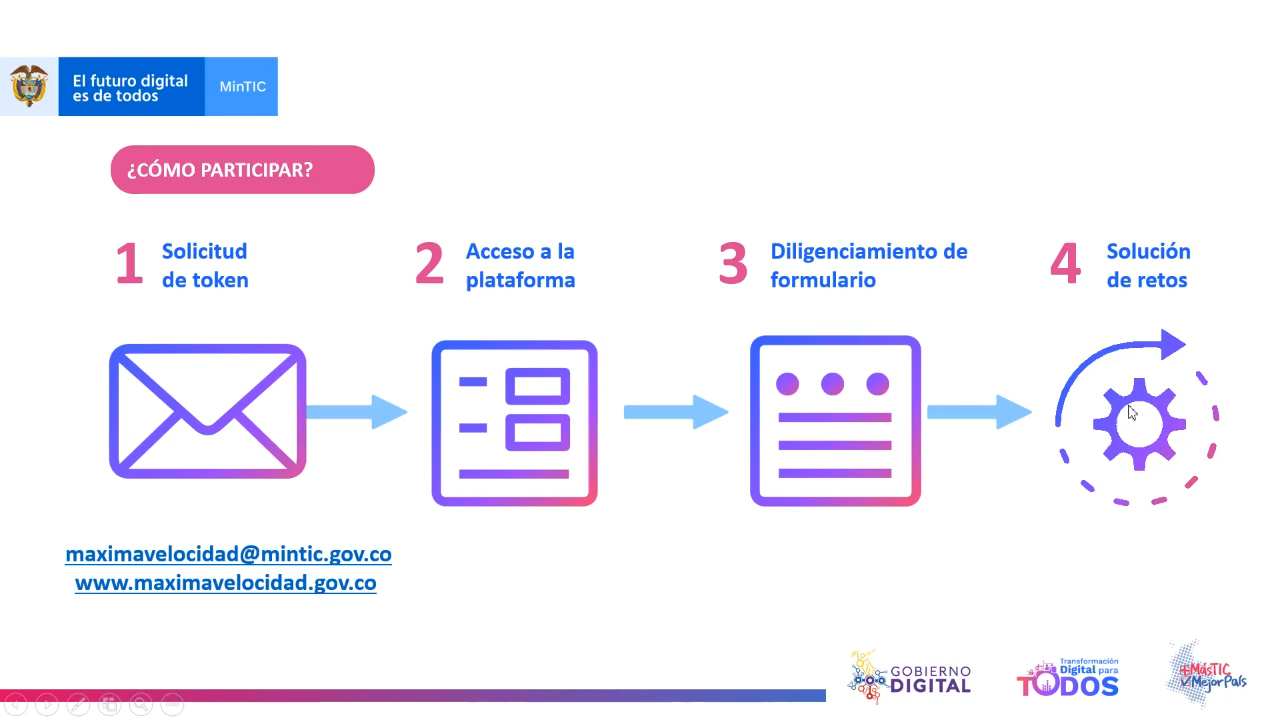 El futuro digital
es de todos
MinTIC
¿CÓMO PARTICIPAR?
1 Solicitud
de token
2 Acceso a la
plataforma
3 Diligenciamiento de
formulario
4 Solución
de retos
maximavelocidad@mintic.gov.co
www.maximavelocidad.gov.co
GOBIERNO
DIGITAL
Transformación
Digital para
TODOS
+MásTIC
✓MejorPaís